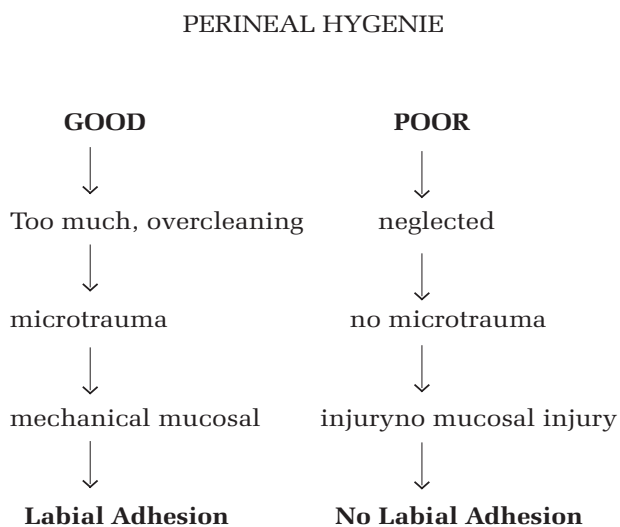 PERINEAL HYGENIE
GOOD POOR
Too much, overcleaning neglected
microtrauma no microtrauma
mechanical mucosal injuryno mucosal injury
Labial Adhesion No Labial Adhesion